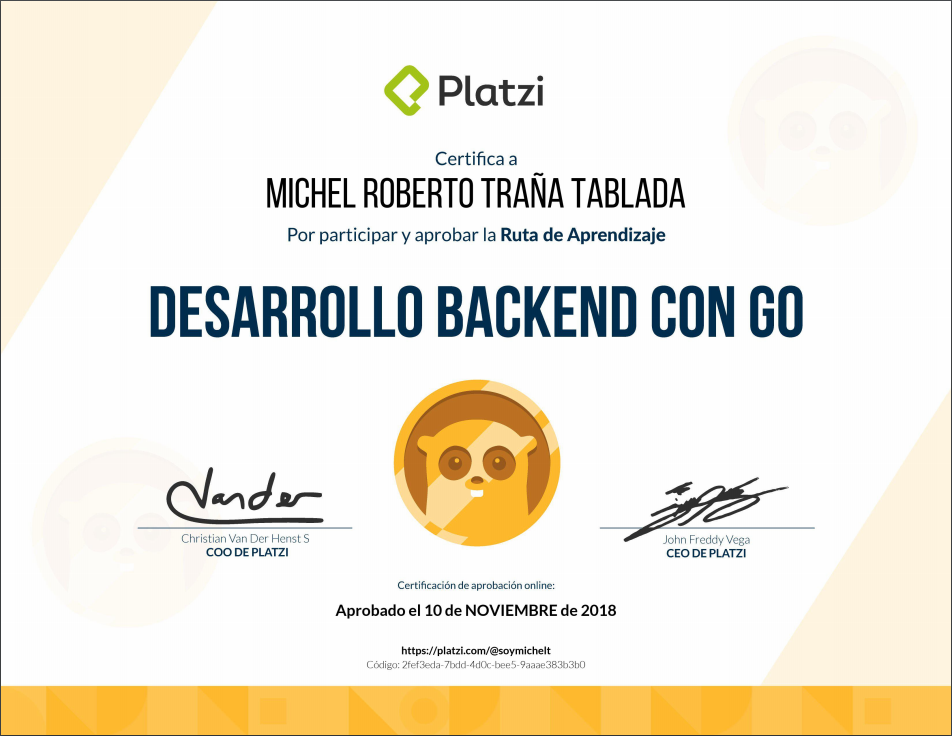 Platzi
Certifica a
MICHEL ROBERTO TRAÑA TABLADA
Por participar y aprobar la Ruta de Aprendizaje
DESARROLLO BACKEND CON GO
Vander
Christian Van Der Henst S
COO DE PLATZI
John Freddy Vega
CEO DE PLATZI
Certificación de aprobación online:
Aprobado el 10 de NOVIEMBRE de 2018
https://platzi.com/@soymichelt
Código: 2fef3eda-7bdd-4d0c-bee5-9aaae383b3b0